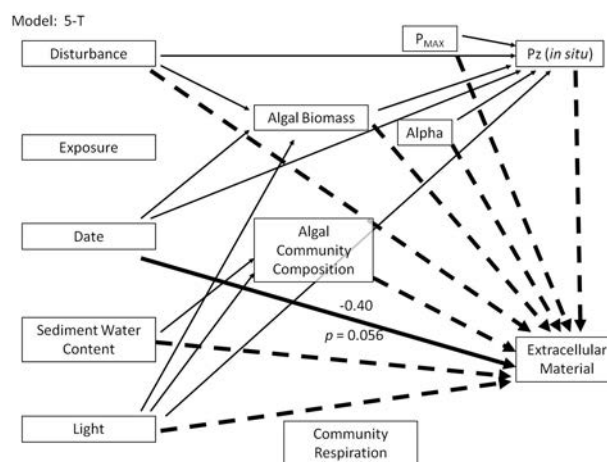 Model: 5-T
P_MAX
Disturbance
Pz (in situ)
Algal Biomass
Alpha
Exposure
Date
Algal
Community
Composition
-0.40
p = 0.056
Sediment Water
Content
Extracellular
Material
Light
Community
Respiration